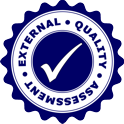 EXTERNAL • QUALITY • ASSESSMENT •